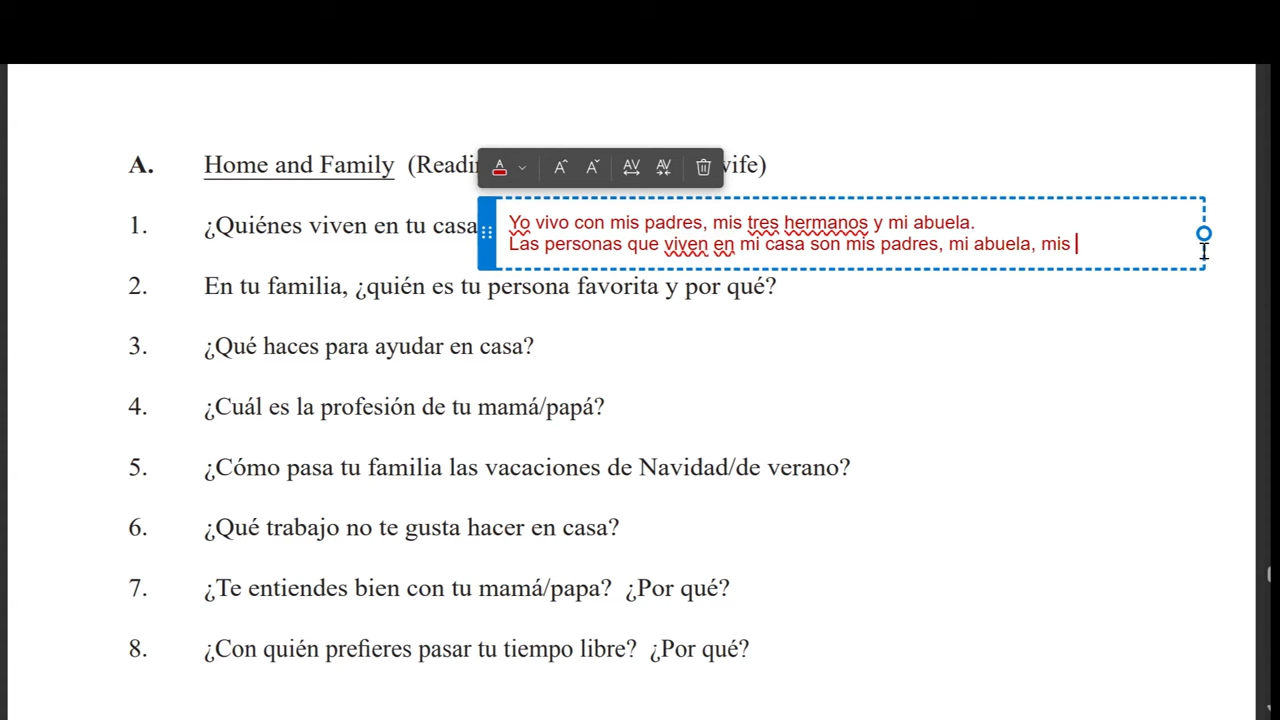 A. Home and Family (Readin wife)
1. ¿Quiénes viven en tu casa
Yo vivo con mis padres, mis tres hermanos y mi abuela.
Las personas que viven en mi casa son mis padres, mi abuela, mis
2. En tu familia, ¿quién es tu persona favorita y por qué?
3. ¿Qué haces para ayudar en casa?
4. ¿Cuál es la profesión de tu mamá/papá?
5. ¿Cómo pasa tu familia las vacaciones de Navidad/de verano?
6. ¿Qué trabajo no te gusta hacer en casa?
7. ¿Te entiendes bien con tu mamá/papa? ¿Por qué?
8. ¿Con quién prefieres pasar tu tiempo libre? ¿Por qué?